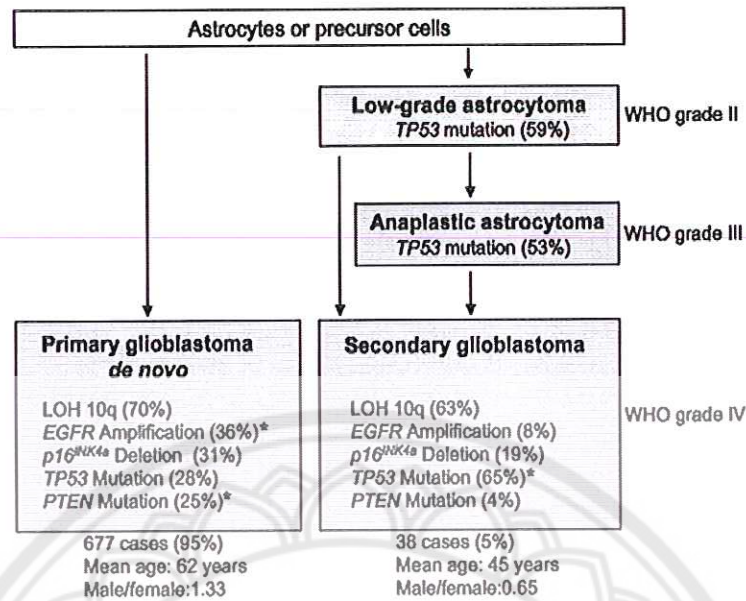 Astrocytes or precursor cells
Low-grade astrocytoma
TP53 mutation (59%)
WHO grade II
Anaplastic astrocytoma
TP53 mutation (53%)
WHO grade III
Primary glioblastoma
de novo
LOH 10q (70%)
EGFR Amplification (36%)*
p16INK4a Deletion (31%)
TP53 Mutation (28%)
PTEN Mutation (25%)*
677 cases (95%)
Mean age: 62 years
Male/female:1.33
Secondary glioblastoma
LOH 10q (63%)
EGFR Amplification (8%)
p16INK4a Deletion (19%)
TP53 Mutation (65%)*
PTEN Mutation (4%)
WHO grade IV
38 cases (5%)
Mean age: 45 years
Male/female:0.65